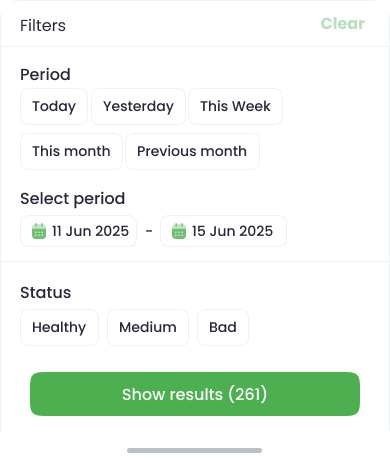 Filters Clear
Period
Today Yesterday This Week
This month Previous month
Select period
11 Jun 2025 - 15 Jun 2025
Status
Healthy Medium Bad
Show results (261)